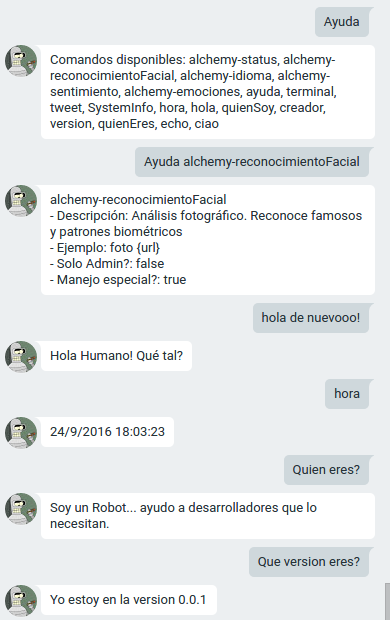 Ayuda
Comandos disponibles: alchemy-status, alchemy-
reconocimientoFacial, alchemy-idioma, alchemy-
sentimiento, alchemy-emociones, ayuda, terminal,
tweet, SystemInfo, hora, hola, quienSoy, creador,
version, quienEres, echo, ciao
Ayuda alchemy-reconocimientoFacial
alchemy-reconocimientoFacial
- Descripción: Análisis fotográfico. Reconoce famosos
y patrones biométricos
- Ejemplo: foto {url}
- Solo Admin?: false
- Manejo especial?: true
hola de nuevooo!
Hola Humano! Qué tal?
hora
24/9/2016 18:03:23
Quien eres?
Soy un Robot... ayudo a desarrolladores que lo
necesitan.
Que version eres?
Yo estoy en la version 0.0.1